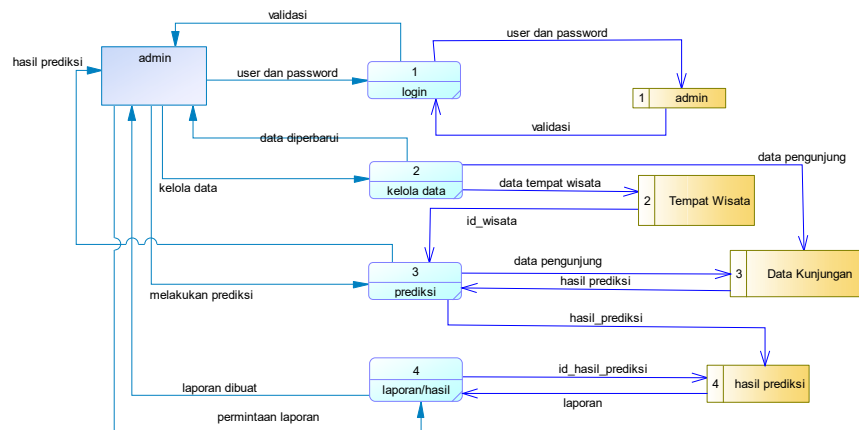 validasi
user dan password
hasil prediksi
admin
user dan password
1
login
1 admin
validasi
data diperbarui
data pengunjung
2
kelola data
kelola data
data tempat wisata
2 Tempat Wisata
id_wisata
data pengunjung
3
prediksi
3 Data Kunjungan
hasil prediksi
melakukan prediksi
hasil_prediksi
4
laporan/hasil
id_hasil_prediksi
4 hasil prediksi
laporan dibuat
laporan
permintaan laporan